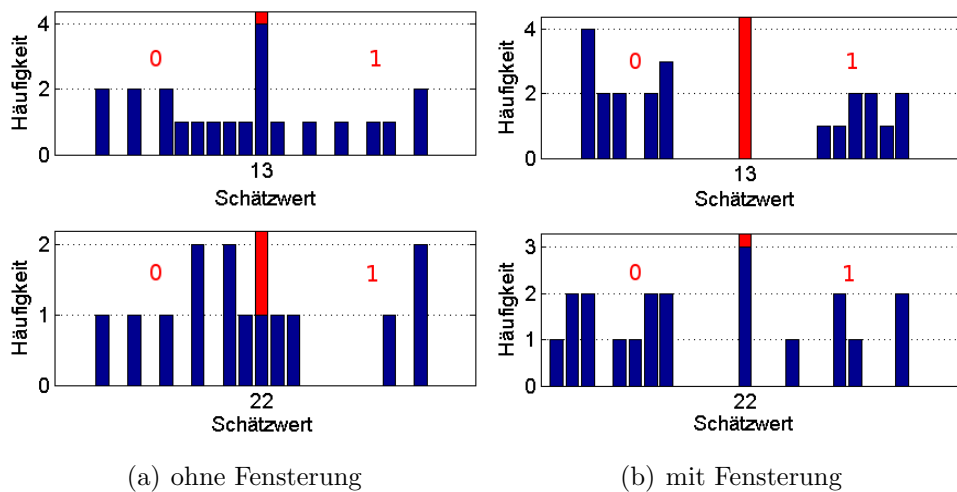 4
2
0
Häufigkeit
0
1
13
Schätzwert
4
2
0
Häufigkeit
0
1
13
Schätzwert
2
1
0
Häufigkeit
0
1
22
Schätzwert
3
2
1
0
Häufigkeit
0
1
22
Schätzwert
(a) ohne Fensterung
(b) mit Fensterung